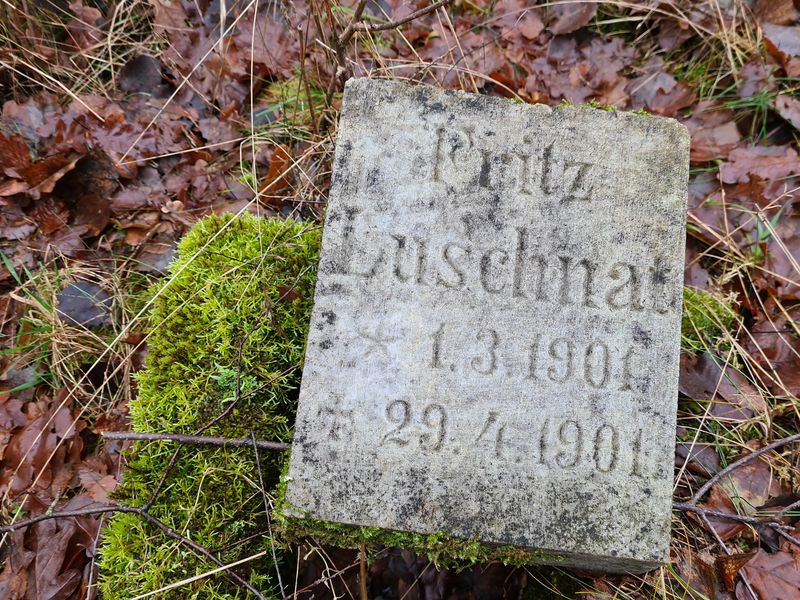 Fritz
Luschnat
* 1.3.1901
† 29.4.1901